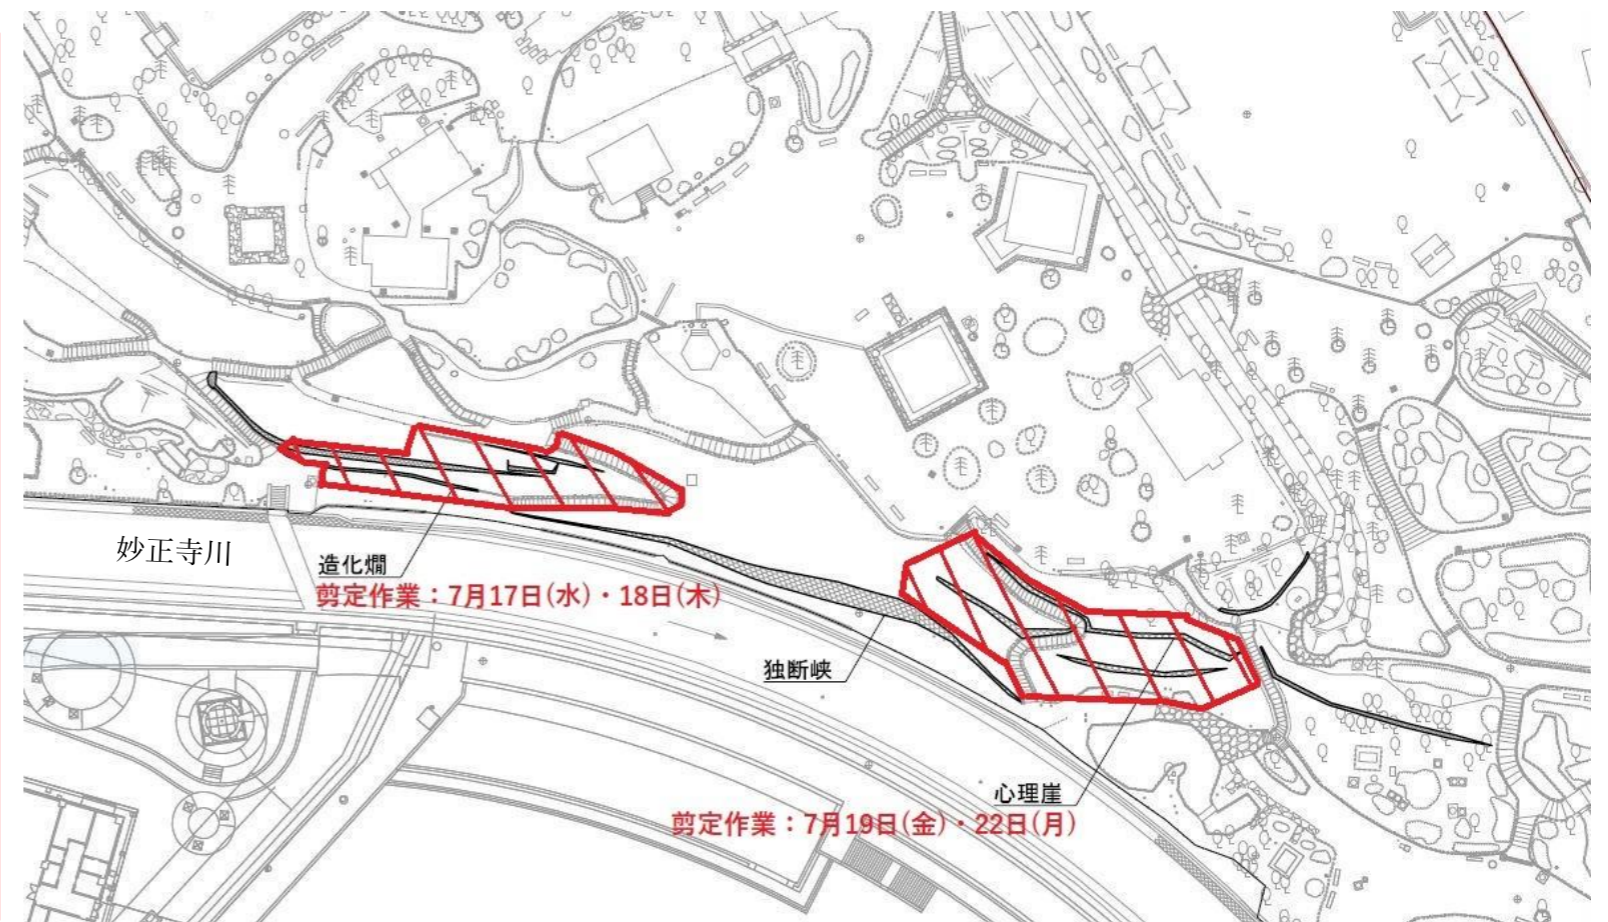 妙正寺川
造化燗
剪定作業：7月17日(水)・18日(木)
独断峡
心理崖
剪定作業：7月19日(金)・22日(月)